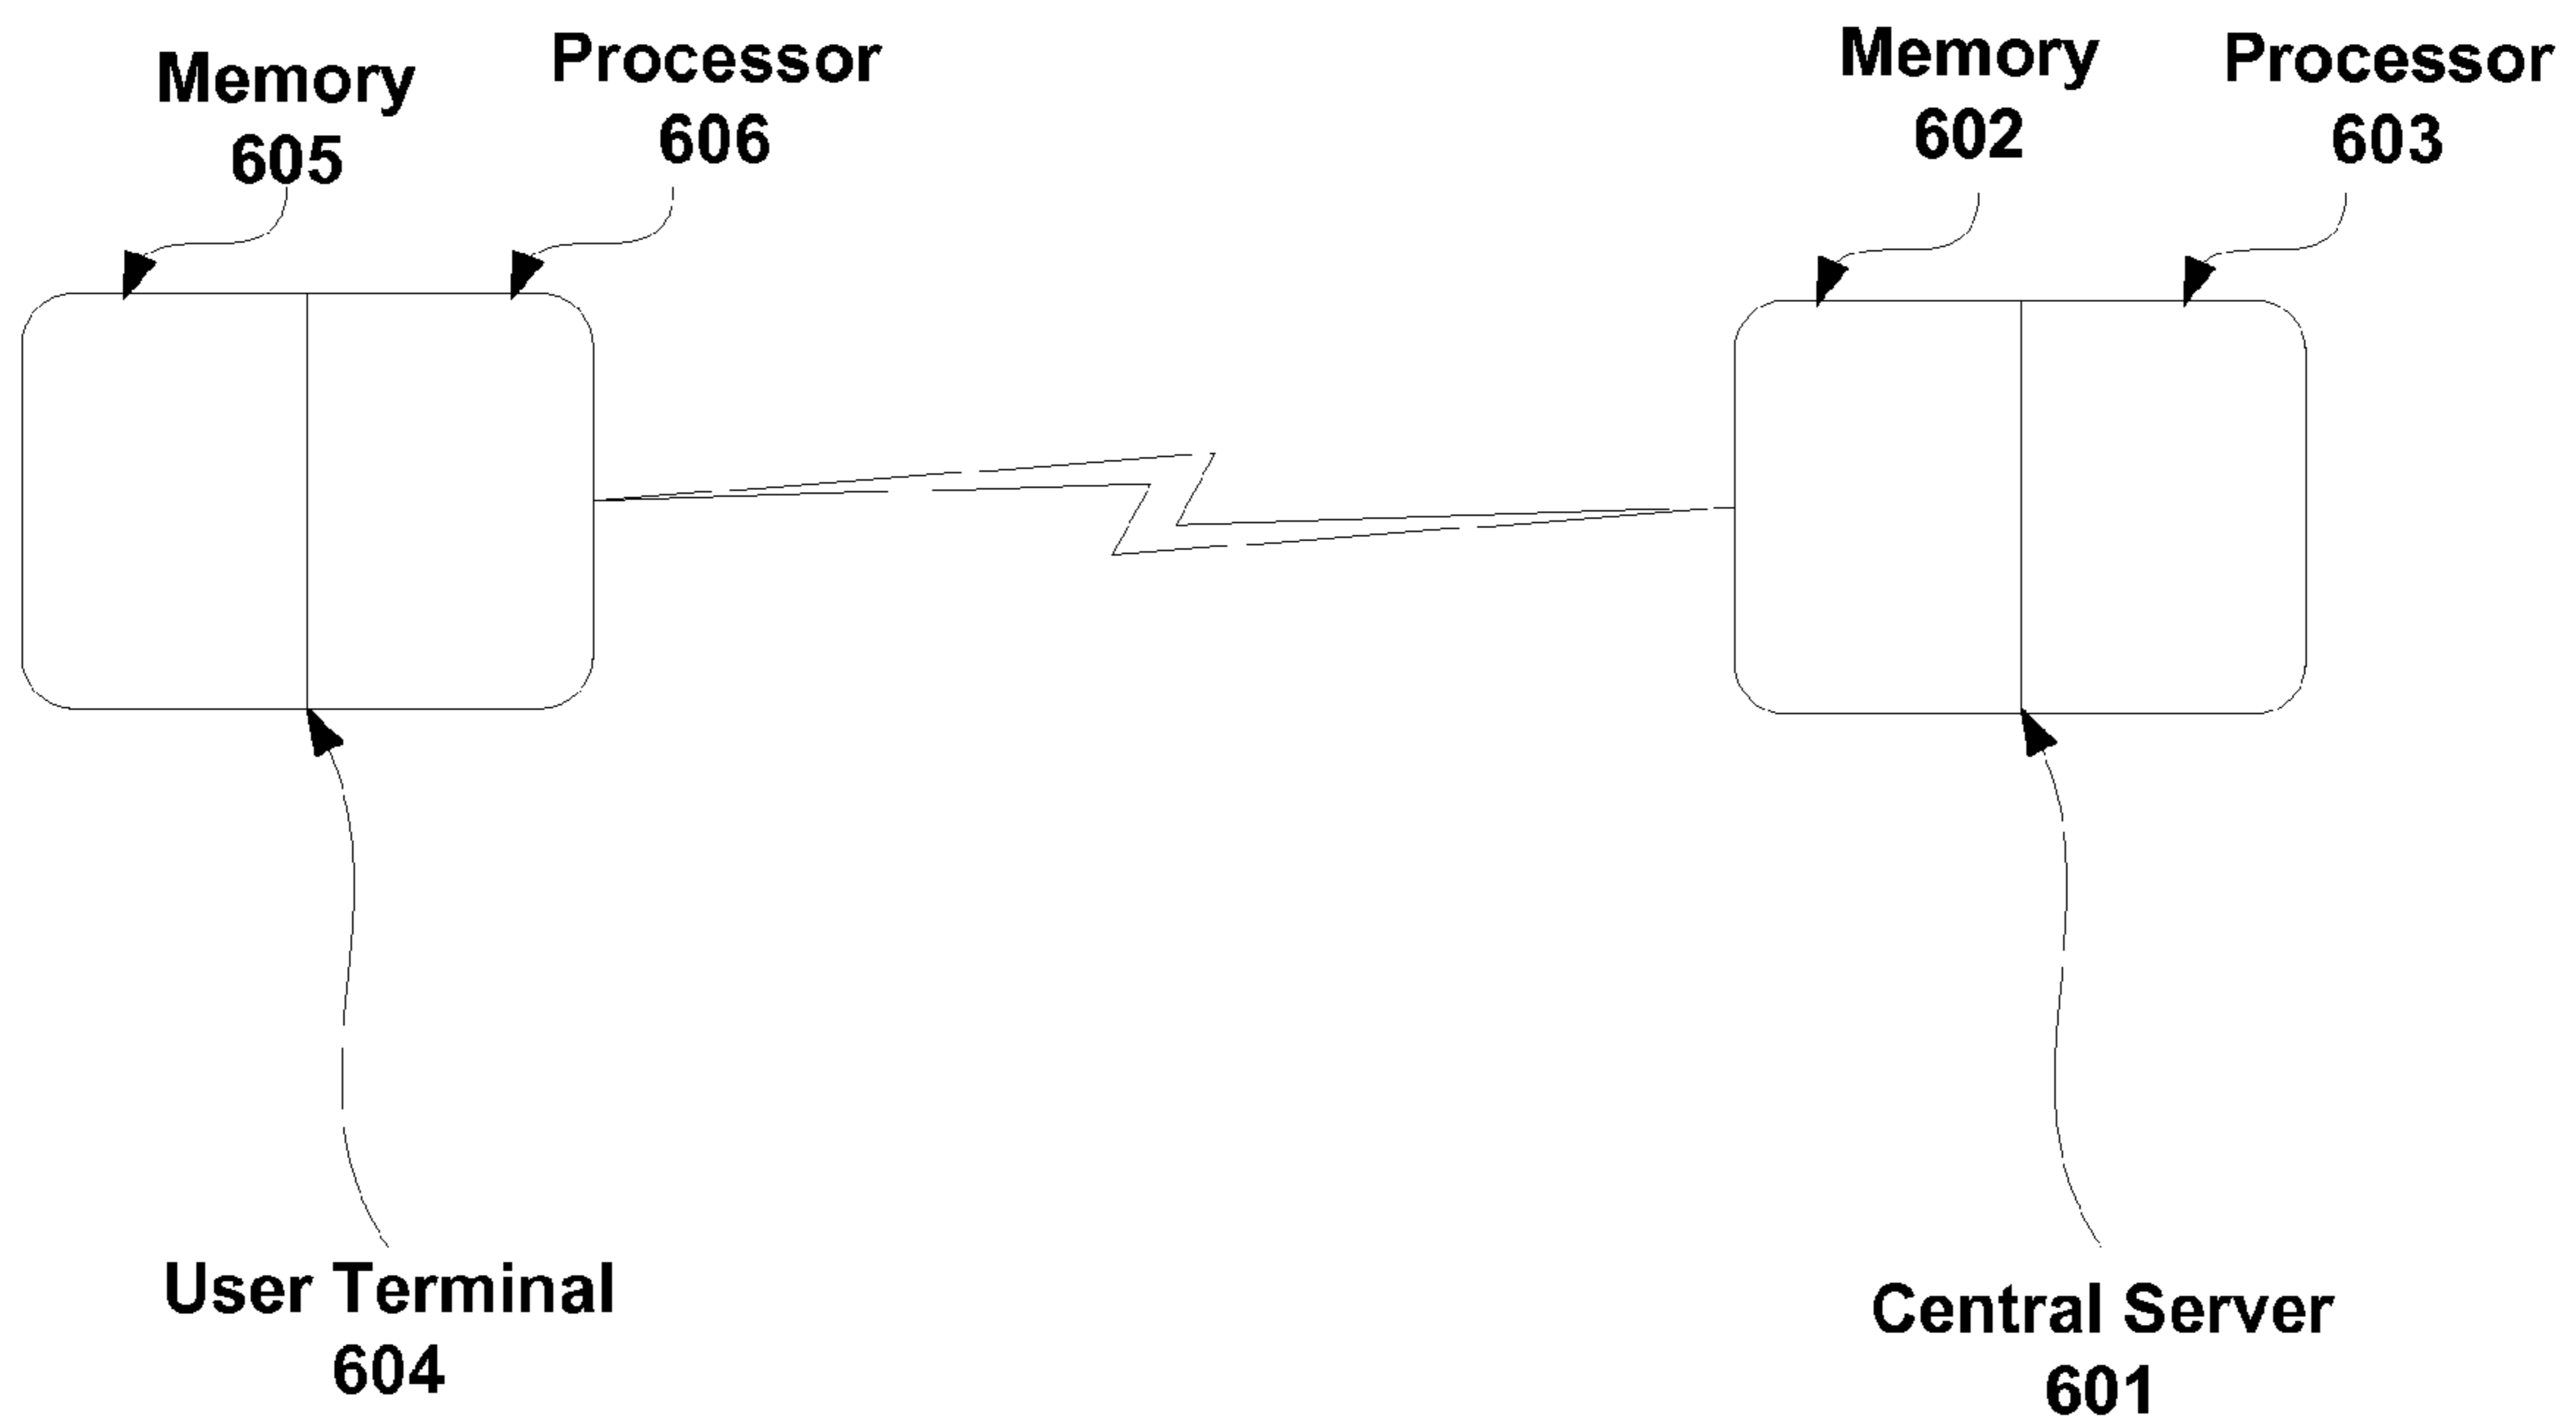 Memory
605
Processor
606
Memory
602
Processor
603
User Terminal
604
Central Server
601